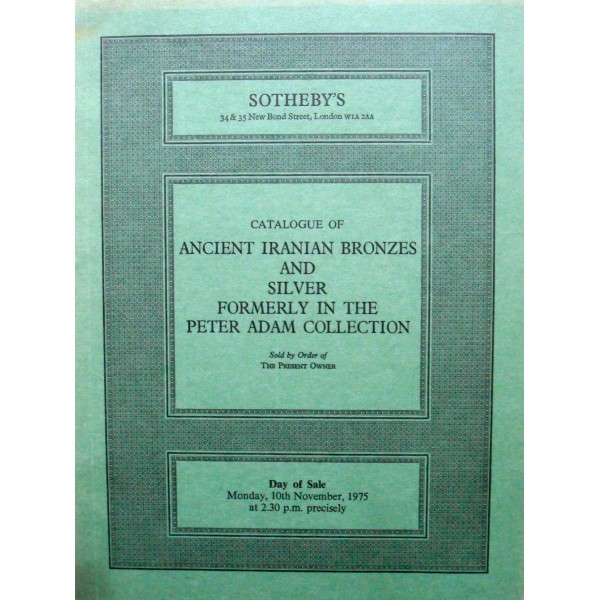 SOTHEBY'S
34 & 35 New Bond Street, London W1A 2AA
CATALOGUE OF
ANCIENT IRANIAN BRONZES
AND
SILVER
FORMERLY IN THE
PETER ADAM COLLECTION
Sold by Order of
THE PRESENT OWNER
Day of Sale
Monday, 10th November, 1975
at 2.30 p.m. precisely